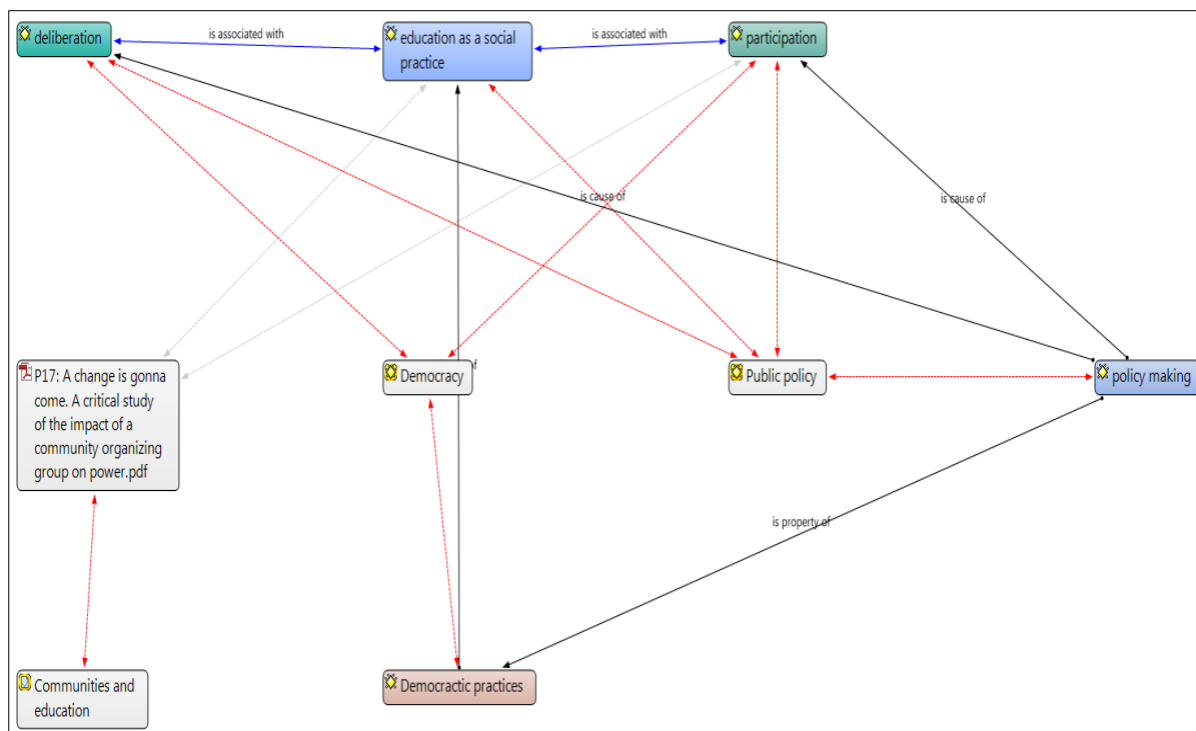 deliberation
is associated with
education as a social
practice
is associated with
participation
is cause of
is cause of
P17: A change is gonna
come. A critical study
of the impact of a
community organizing
group on power.pdf
Democracy
of
Public policy
policy making
is property of
Communities and
education
Democractic practices